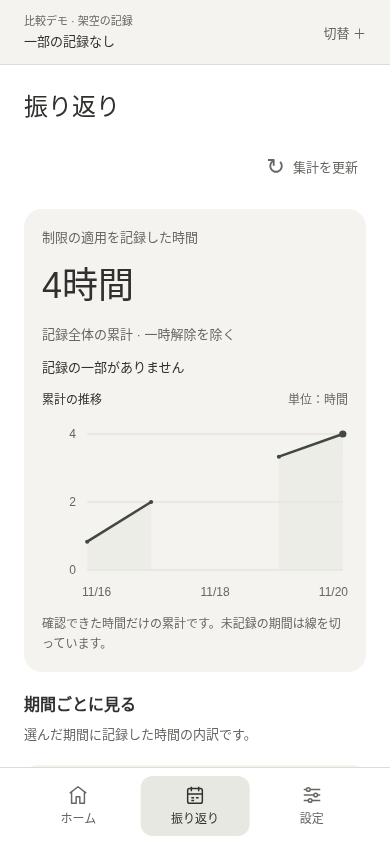 比較デモ · 架空の記録
一部の記録なし
切替 ＋
振り返り
↻ 集計を更新
制限の適用を記録した時間
4時間
記録全体の累計 · 一時解除を除く
記録の一部がありません
累計の推移
単位：時間
4
2
0
11/16
11/18
11/20
確認できた時間だけの累計です。未記録の期間は線を切
っています。
期間ごとに見る
選んだ期間に記録した時間の内訳です。
ホーム
振り返り
設定